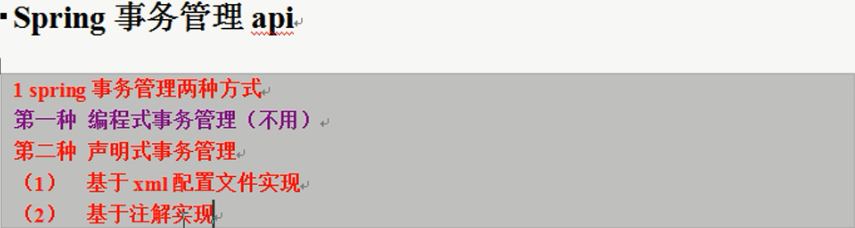 Spring 事务管理 api
1 spring 事务管理两种方式
第一种 编程式事务管理（不用）
第二种 声明式事务管理
（1） 基于 xml 配置文件实现
（2） 基于注解实现